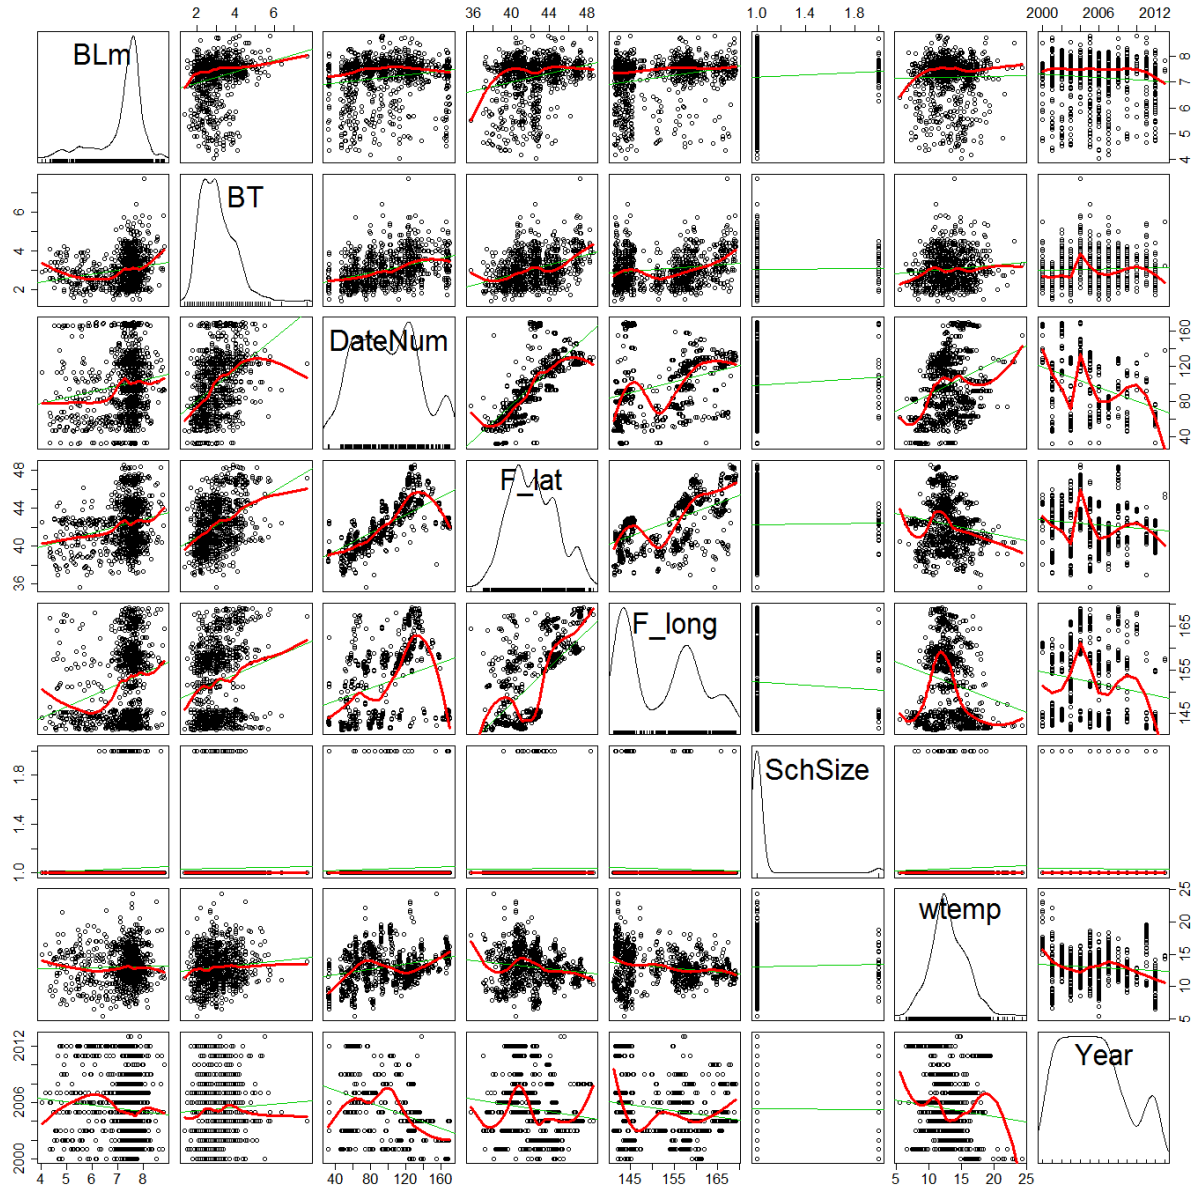 2 4 6 36 40 44 48 1.0 1.4 1.8 2000 2006 2012
BLm
4 5 6 7 8
2 4 6
BT
DateNum
40 80 120 160
36 40 44 48
F_lat
F_long
145 155 165
1.0 1.4 1.8
SchSize
wtemp
5 10 15 20 25
2000 2006 2012
Year
4 5 6 7 8 40 80 120 160 145 155 165 5 10 15 20 25